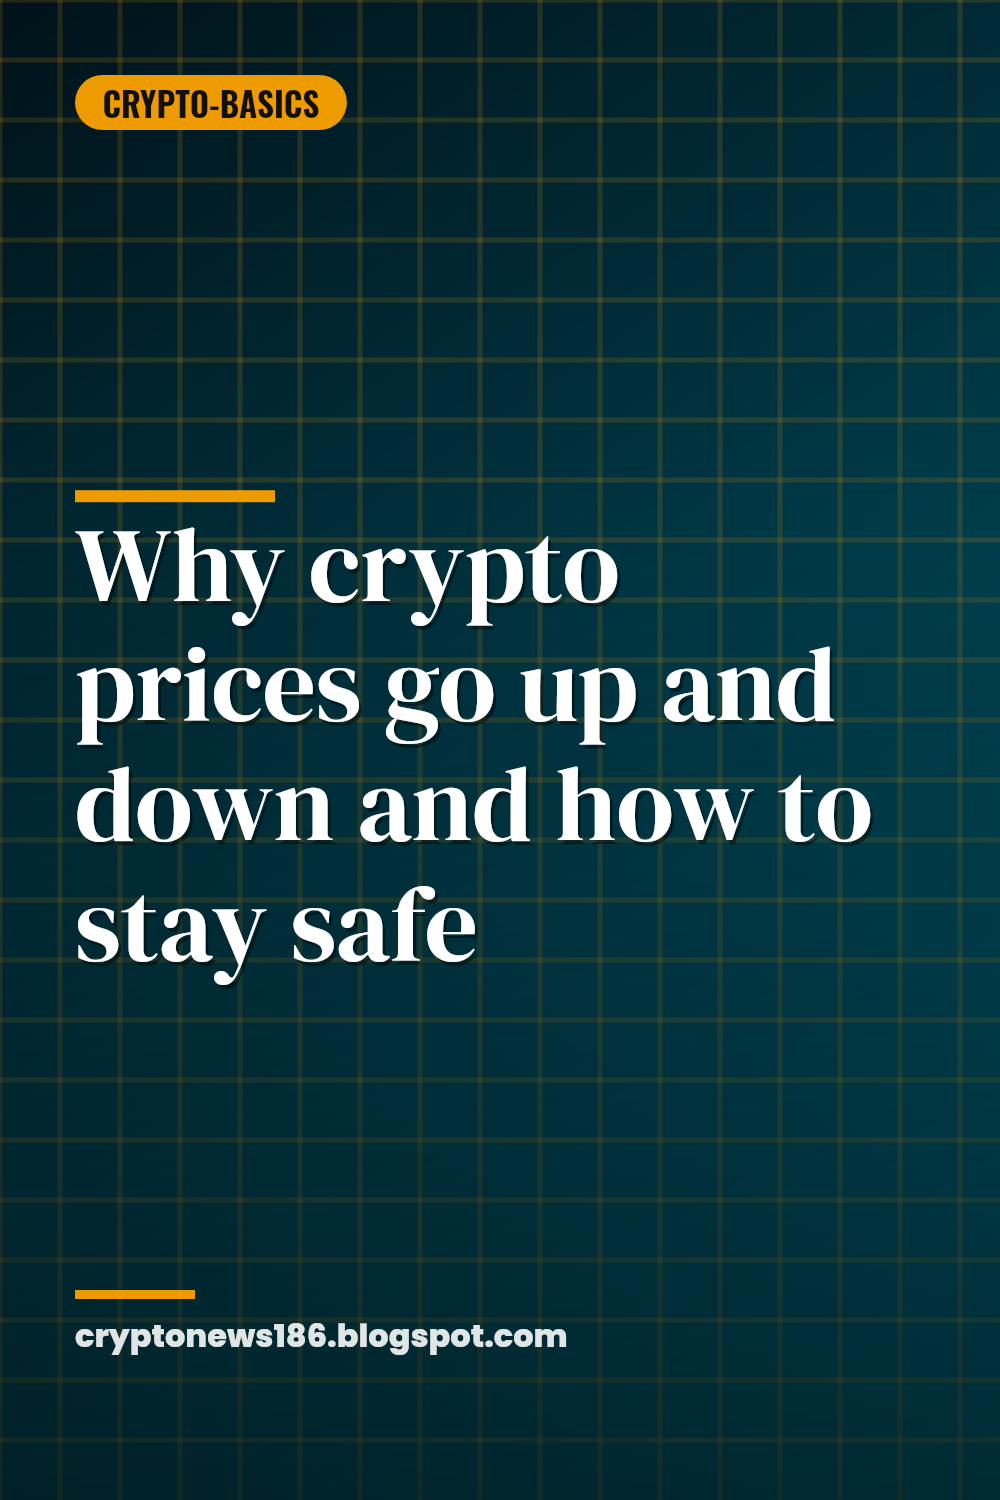 CRYPTO-BASICS
Why crypto
prices go up and
down and how to
stay safe
cryptonews186.blogspot.com